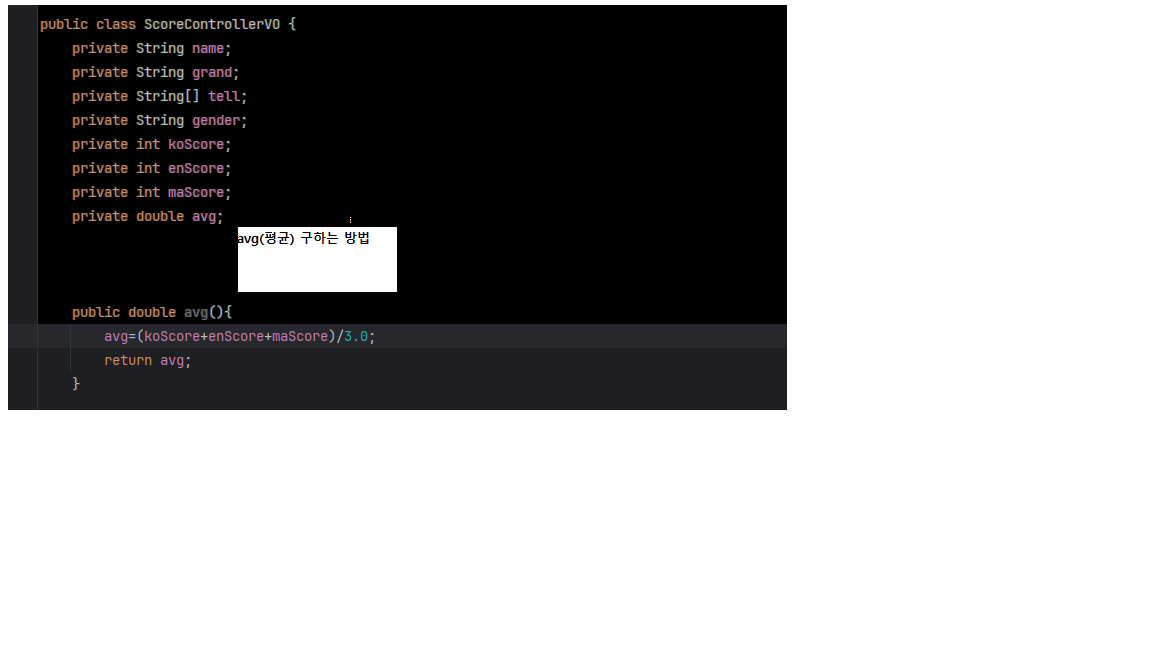 public class ScoreControllerVO {
private String name;
private String grand;
private String[] tell;
private String gender;
private int koScore;
private int enScore;
private int maScore;
private double avg;
avg(평균) 구하는 방법
public double avg(){
avg=(koScore+enScore+maScore)/3.0;
return avg;
}